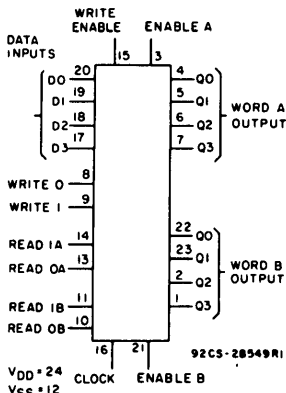 WRITE
ENABLE ENABLE A
DATA
INPUTS
15 3
20 D0 4 Q0
19 D1 5 Q1
18 D2 6 Q2
17 D3 7 Q3
WORD A
OUTPUT
8 WRITE 0
9 WRITE 1
14 READ 1A
13 READ 0A
11 READ 1B
10 READ 0B
22 Q0
23 Q1
2 Q2
1 Q3
WORD B
OUTPUT
16 21
92CS-28549R1
VDD = 24 CLOCK ENABLE B
VSS = 12